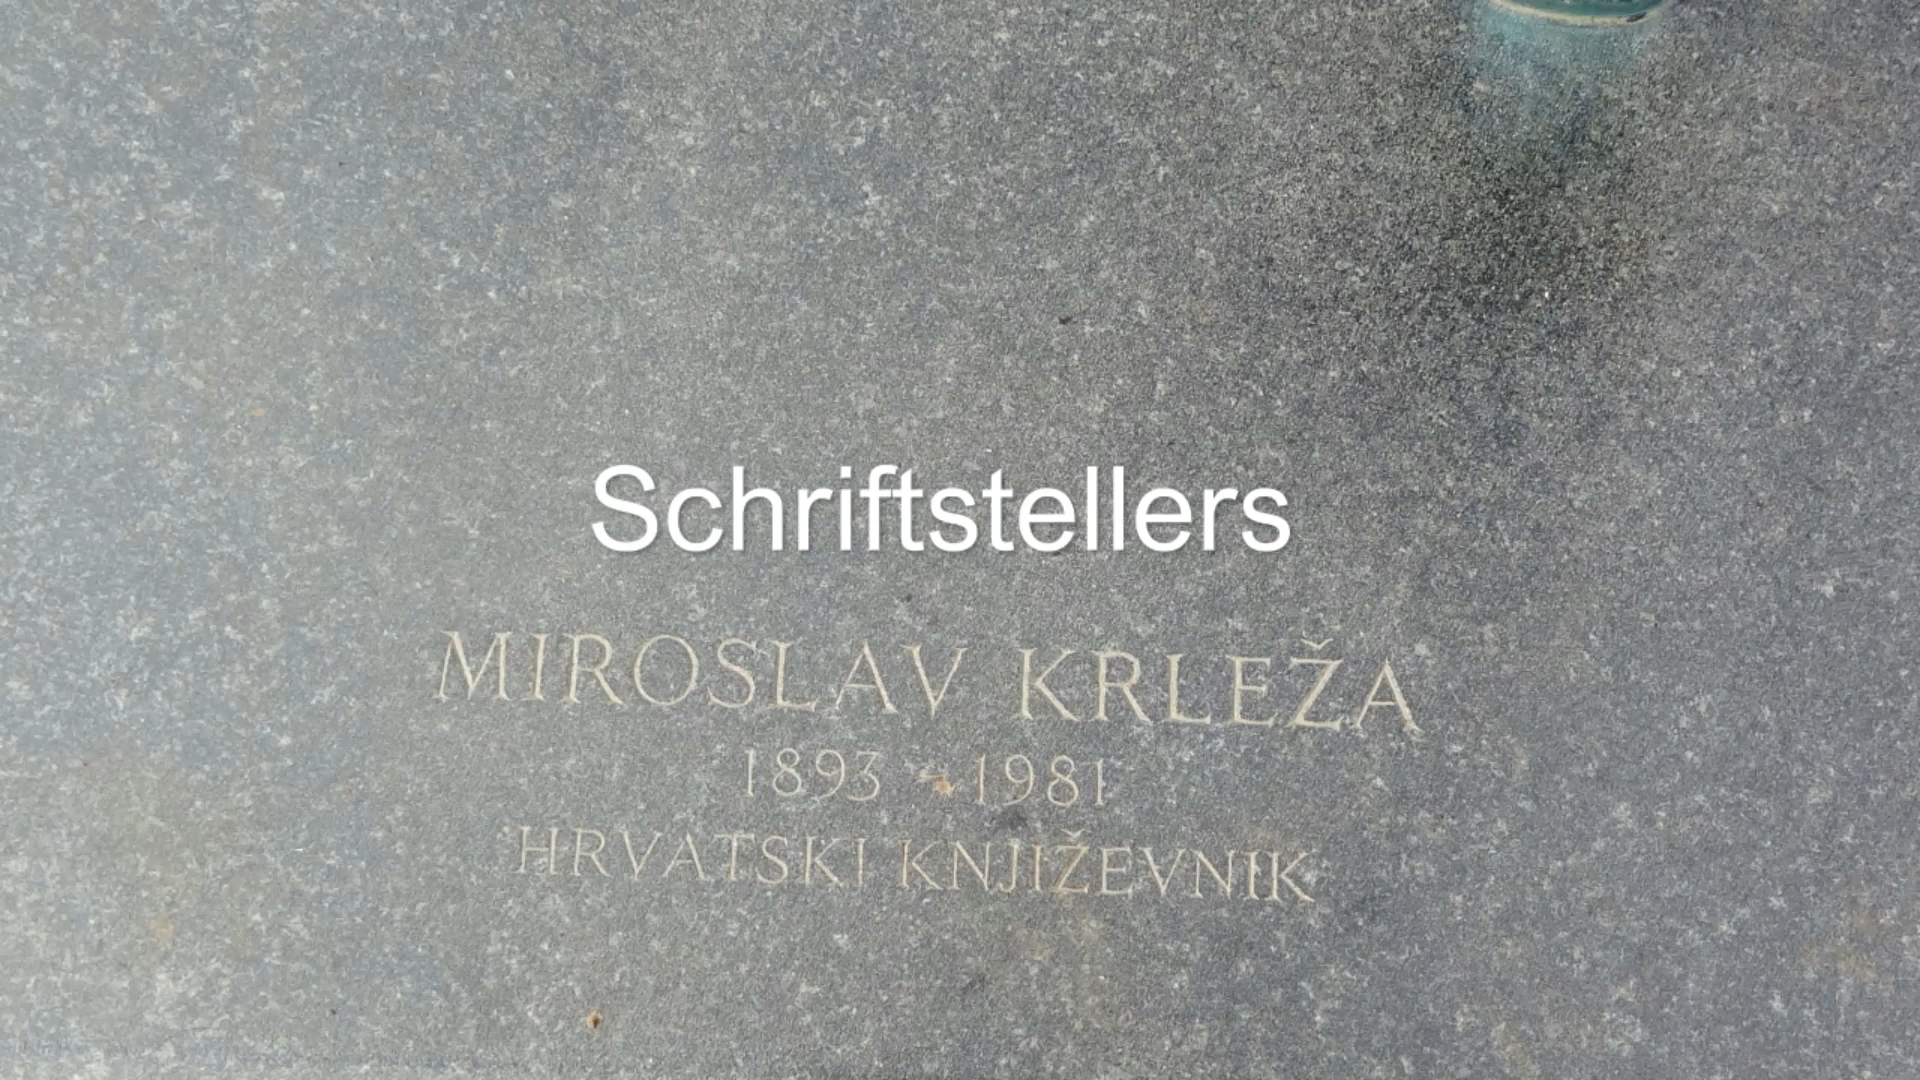 Schriftstellers
MIROSLAV KRLEŽA
1893 - 1981
HRVATSKI KNJIŽEVNIK